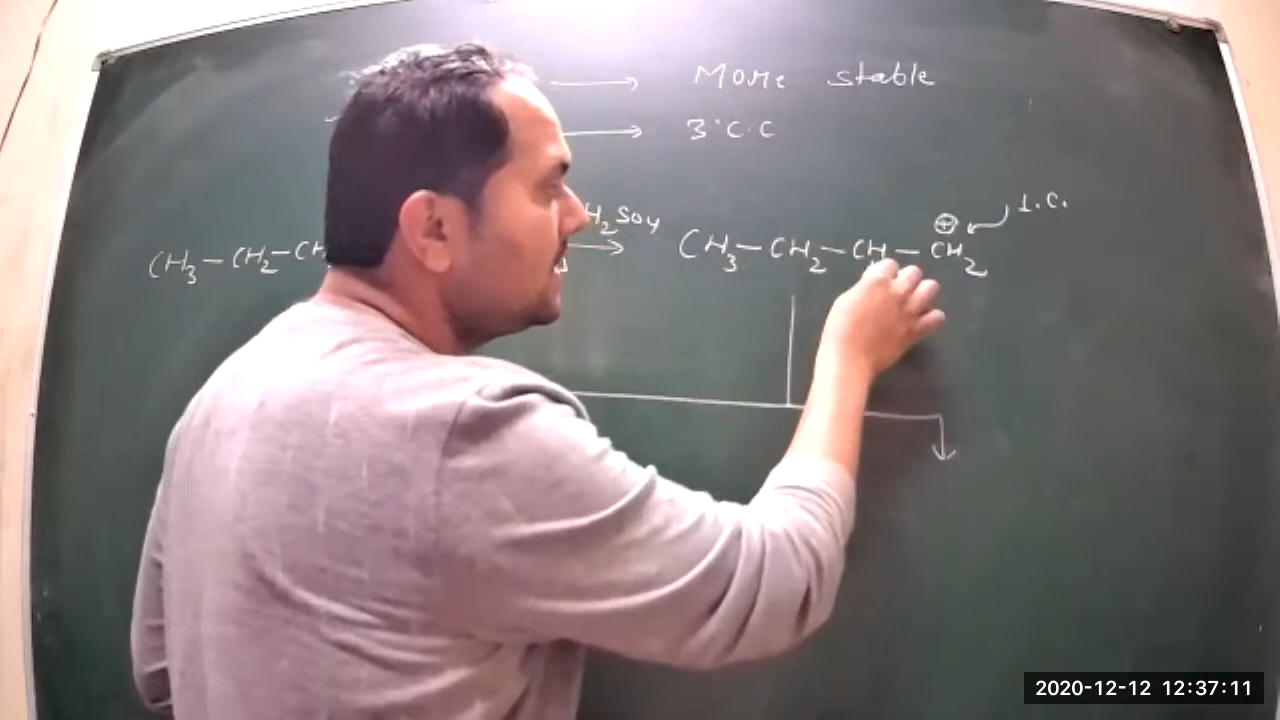 → More stable
→ 3°C.C
CH3 – CH2 – CH H2SO4 → CH3 – CH2 – CH – CH2 ⊕ 1.C.
2020-12-12 12:37:11